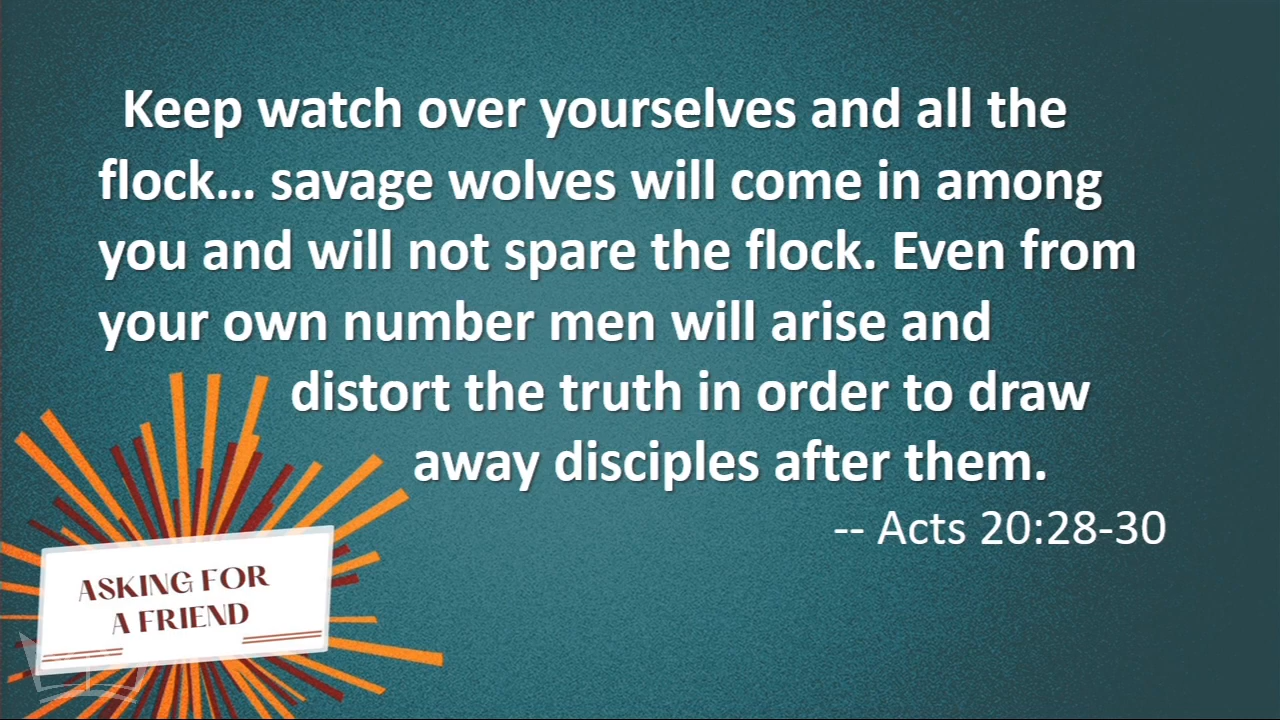 Keep watch over yourselves and all the
flock... savage wolves will come in among
you and will not spare the flock. Even from
your own number men will arise and
distort the truth in order to draw
away disciples after them.
-- Acts 20:28-30
ASKING FOR
A FRIEND